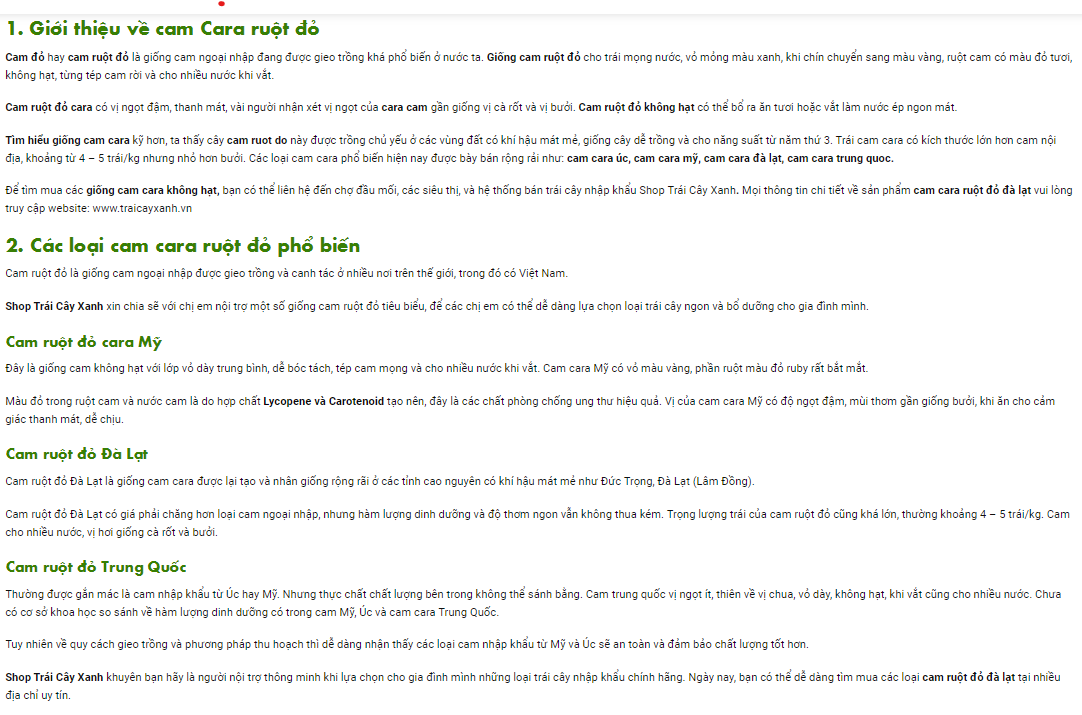 1. Giới thiệu về cam Cara ruột đỏ
Cam đỏ hay cam ruột đỏ là giống cam ngoại nhập đang được gieo trồng khá phổ biến ở nước ta. Giống cam ruột đỏ cho trái mọng nước, vỏ mỏng màu xanh, khi chín chuyển sang màu vàng, ruột cam có màu đỏ tươi,
không hạt, từng tép cam rời và cho nhiều nước khi vắt.
Cam ruột đỏ cara có vị ngọt đậm, thanh mát, vài người nhận xét vị ngọt của cara cam gần giống vị cà rốt và vị bưởi. Cam ruột đỏ không hạt có thể bổ ra ăn tươi hoặc vắt làm nước ép ngon mát.
Tìm hiểu giống cam cara kỹ hơn, ta thấy cây cam ruot do này được trồng chủ yếu ở các vùng đất có khí hậu mát mẻ, giống cây dễ trồng và cho năng suất từ năm thứ 3. Trái cam cara có kích thước lớn hơn cam nội
địa, khoảng từ 4 – 5 trái/kg nhưng nhỏ hơn bưởi. Các loại cam cara phổ biến hiện nay được bày bán rộng rải như: cam cara úc, cam cara mỹ, cam cara đà lạt, cam cara trung quoc.
Để tìm mua các giống cam cara không hạt, bạn có thể liên hệ đến chợ đầu mối, các siêu thị, và hệ thống bán trái cây nhập khẩu Shop Trái Cây Xanh. Mọi thông tin chi tiết về sản phẩm cam cara ruột đỏ đà lạt vui lòng
truy cập website: www.traicayxanh.vn
2. Các loại cam cara ruột đỏ phổ biến
Cam ruột đỏ là giống cam ngoại nhập được gieo trồng và canh tác ở nhiều nơi trên thế giới, trong đó có Việt Nam.
Shop Trái Cây Xanh xin chia sẽ với chị em nội trợ một số giống cam ruột đỏ tiêu biểu, để các chị em có thể dễ dàng lựa chọn loại trái cây ngon và bổ dưỡng cho gia đình mình.
Cam ruột đỏ cara Mỹ
Đây là giống cam không hạt với lớp vỏ dày trung bình, dễ bóc tách, tép cam mọng và cho nhiều nước khi vắt. Cam cara Mỹ có vỏ màu vàng, phần ruột màu đỏ ruby rất bắt mắt.
Màu đỏ trong ruột cam và nước cam là do hợp chất Lycopene và Carotenoid tạo nên, đây là các chất phòng chống ung thư hiệu quả. Vị của cam cara Mỹ có độ ngọt đậm, mùi thơm gần giống bưởi, khi ăn cho cảm
giác thanh mát, dễ chịu.
Cam ruột đỏ Đà Lạt
Cam ruột đỏ Đà Lạt là giống cam cara được lại tạo và nhân giống rộng rãi ở các tỉnh cao nguyên có khí hậu mát mẻ như Đức Trọng, Đà Lạt (Lâm Đồng).
Cam ruột đỏ Đà Lạt có giá phải chăng hơn loại cam ngoại nhập, nhưng hàm lượng dinh dưỡng và độ thơm ngon vẫn không thua kém. Trọng lượng trái của cam ruột đỏ cũng khá lớn, thường khoảng 4 – 5 trái/kg. Cam
cho nhiều nước, vị hơi giống cà rốt và bưởi.
Cam ruột đỏ Trung Quốc
Thường được gắn mác là cam nhập khẩu từ Úc hay Mỹ. Nhưng thực chất chất lượng bên trong không thể sánh bằng. Cam trung quốc vị ngọt ít, thiên về vị chua, vỏ dày, không hạt, khi vắt cũng cho nhiều nước. Chưa
có cơ sở khoa học so sánh về hàm lượng dinh dưỡng có trong cam Mỹ, Úc và cam cara Trung Quốc.
Tuy nhiên về quy cách gieo trồng và phương pháp thu hoạch thì dễ dàng nhận thấy các loại cam nhập khẩu từ Mỹ và Úc sẽ an toàn và đảm bảo chất lượng tốt hơn.
Shop Trái Cây Xanh khuyên bạn hãy là người nội trợ thông minh khi lựa chọn cho gia đình mình những loại trái cây nhập khẩu chính hãng. Ngày nay, bạn có thể dễ dàng tìm mua các loại cam ruột đỏ đà lạt tại nhiều
địa chỉ uy tín.